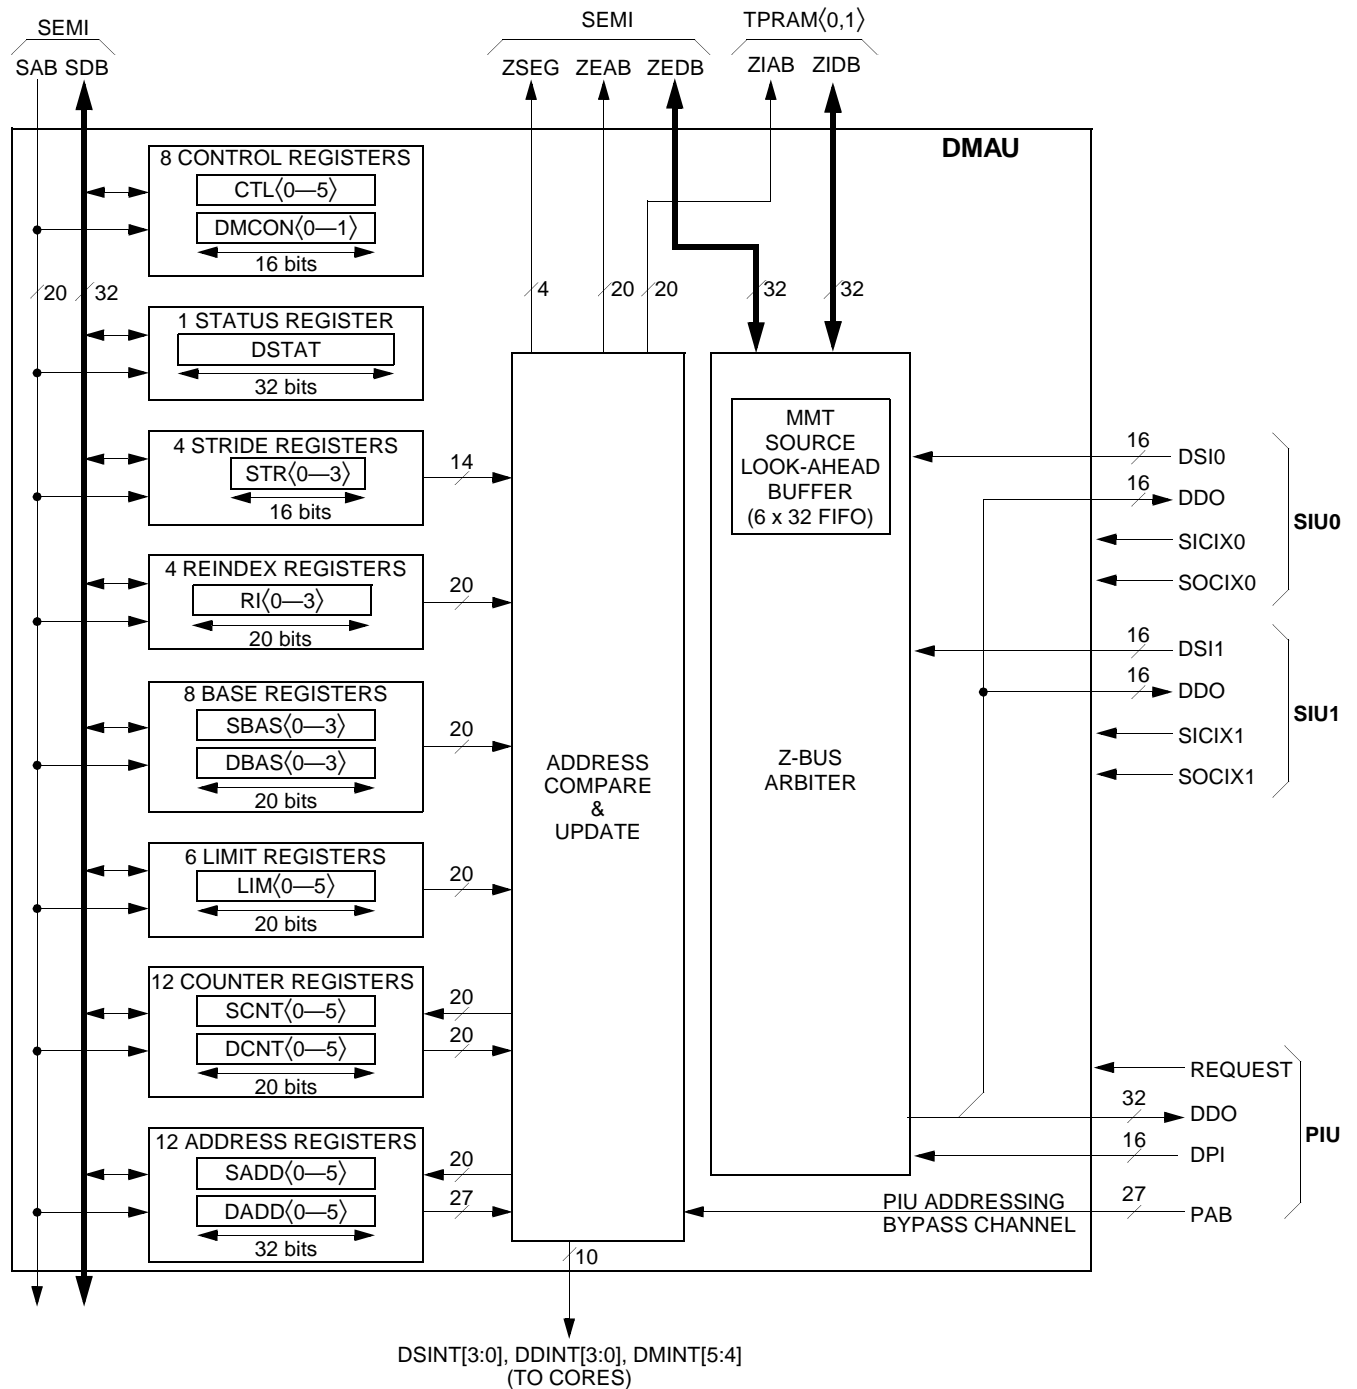 SEMI
SAB SDB
SEMI
ZSEG ZEAB ZEDB
TPRAM⟨0,1⟩
ZIAB ZIDB
DMAU
20 32
4 20 20 32 32
8 CONTROL REGISTERS
CTL⟨0—5⟩
DMCON⟨0—1⟩
16 bits
1 STATUS REGISTER
DSTAT
32 bits
4 STRIDE REGISTERS
STR⟨0—3⟩
16 bits
14
4 REINDEX REGISTERS
RI⟨0—3⟩
20 bits
20
8 BASE REGISTERS
SBAS⟨0—3⟩
DBAS⟨0—3⟩
20 bits
20
6 LIMIT REGISTERS
LIM⟨0—5⟩
20 bits
20
12 COUNTER REGISTERS
SCNT⟨0—5⟩
DCNT⟨0—5⟩
20 bits
20
20
12 ADDRESS REGISTERS
SADD⟨0—5⟩
DADD⟨0—5⟩
32 bits
20
27
ADDRESS
COMPARE
&
UPDATE
MMT
SOURCE
LOOK-AHEAD
BUFFER
(6 x 32 FIFO)
Z-BUS
ARBITER
16 DSI0
16 DDO
SICIX0
SOCIX0
SIU0
16 DSI1
16 DDO
SICIX1
SOCIX1
SIU1
REQUEST
32 DDO
16 DPI
27 PAB
PIU
PIU ADDRESSING
BYPASS CHANNEL
10
DSINT[3:0], DDINT[3:0], DMINT[5:4]
(TO CORES)